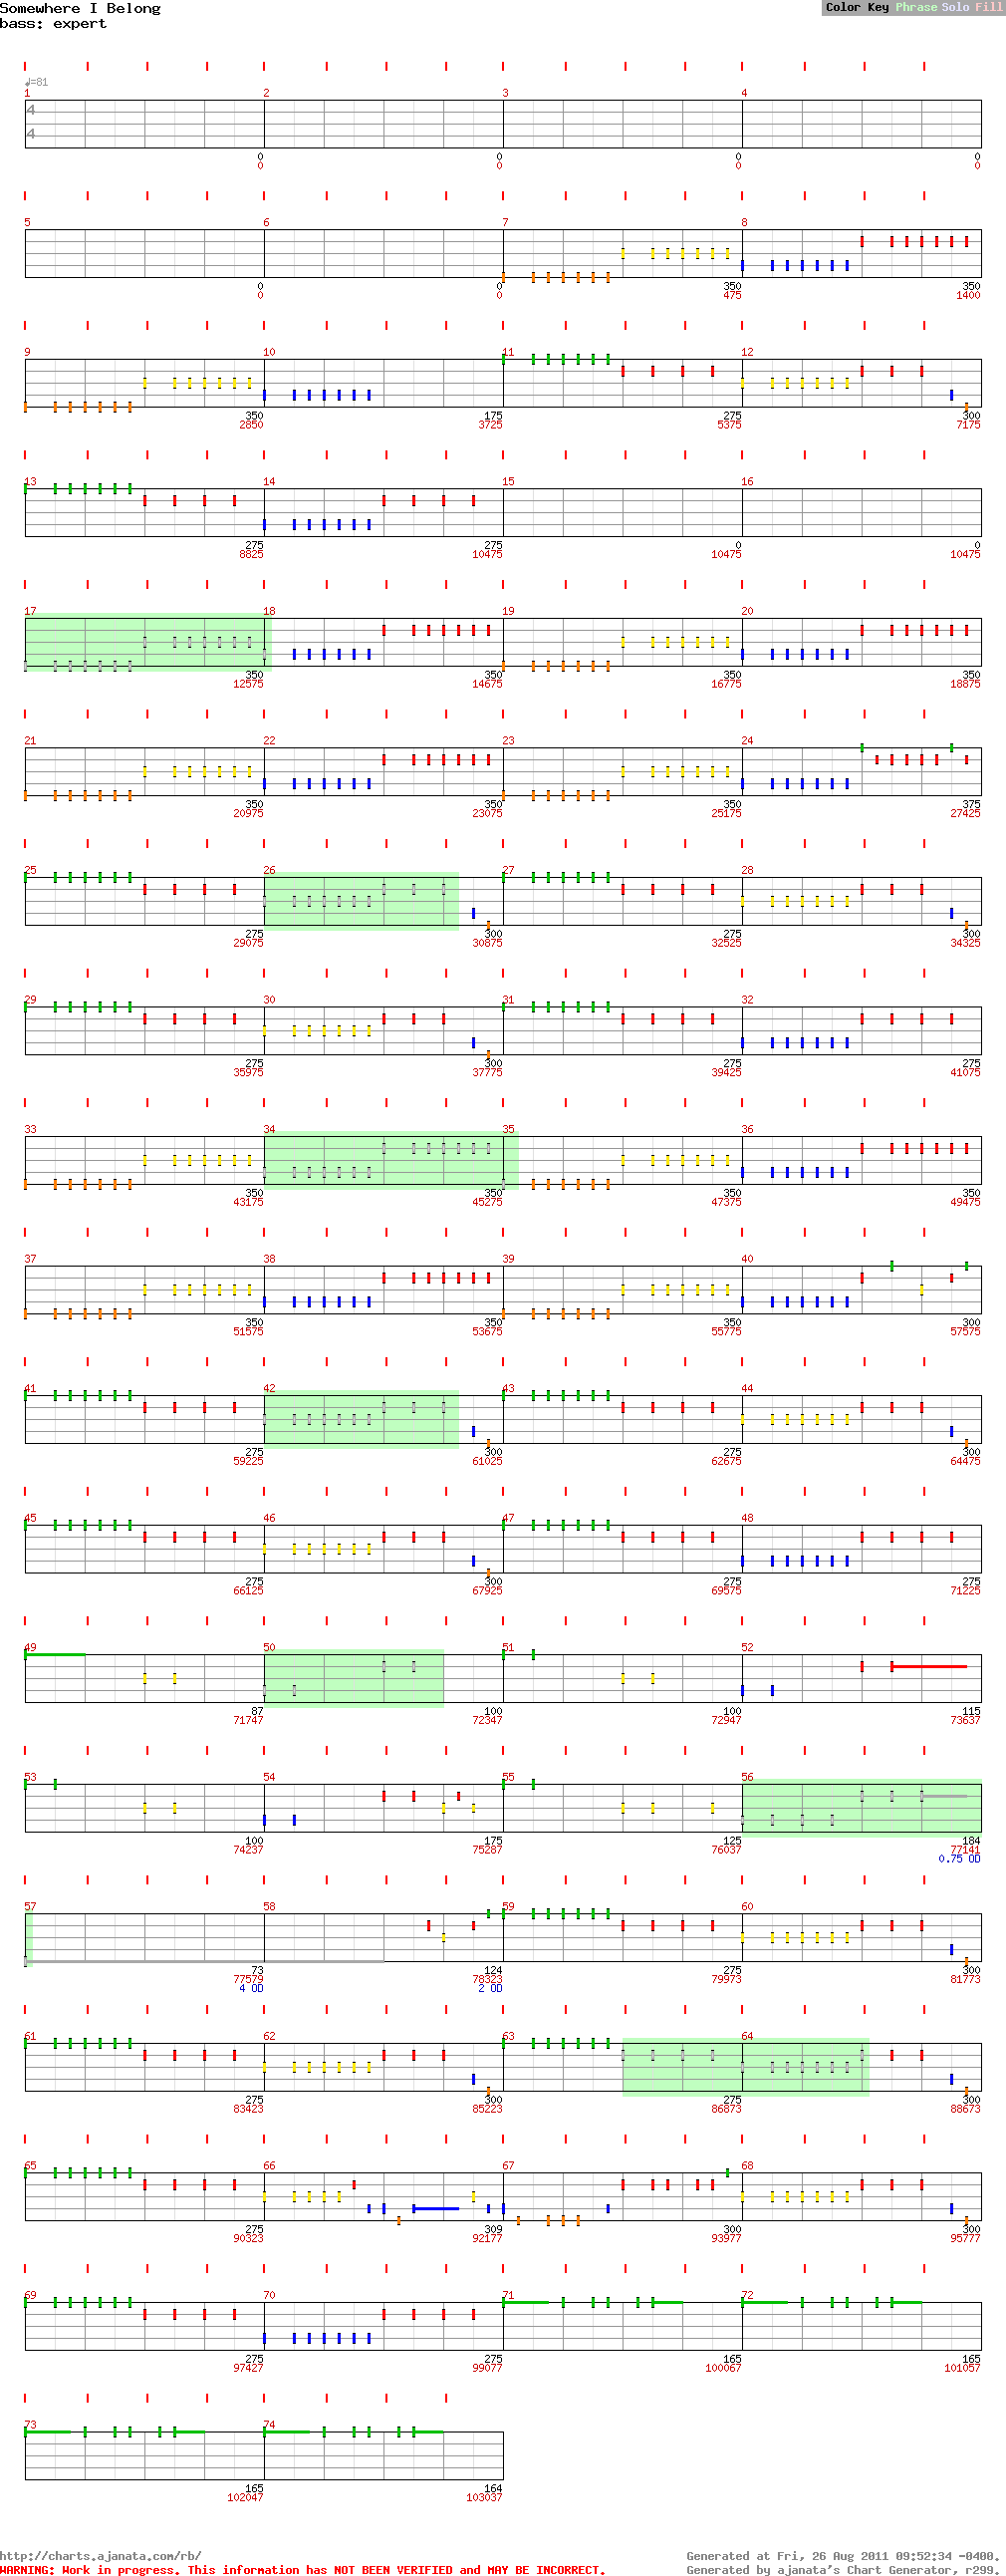 Somewhere I Belong
Color Key Phrase Solo Fill
bass: expert
♩=81
1 2 3 4
4
4
0 0 0 0
0 0 0 0
5 6 7 8
0 0 350 350
0 0 475 1400
9 10 11 12
350 175 275 300
2850 3725 5375 7175
13 14 15 16
275 275 0 0
8825 10475 10475 10475
17 18 19 20
350 350 350 350
12575 14675 16775 18875
21 22 23 24
350 350 350 375
20975 23075 25175 27425
25 26 27 28
275 300 275 300
29075 30875 32525 34325
29 30 31 32
275 300 275 275
35975 37775 39425 41075
33 34 35 36
350 350 350 350
43175 45275 47375 49475
37 38 39 40
350 350 350 300
51575 53675 55775 57575
41 42 43 44
275 300 275 300
59225 61025 62675 64475
45 46 47 48
275 300 275 275
66125 67925 69575 71225
49 50 51 52
87 100 100 115
71747 72347 72947 73637
53 54 55 56
100 175 125 184
74237 75287 76037 77141
0.75 OD
57 58 59 60
73 124 275 300
77579 78323 79973 81773
4 OD 2 OD
61 62 63 64
275 300 275 300
83423 85223 86873 88673
65 66 67 68
275 309 300 300
90323 92177 93977 95777
69 70 71 72
275 275 165 165
97427 99077 100067 101057
73 74
165 164
102047 103037
http://charts.ajanata.com/rb/
Generated at Fri, 26 Aug 2011 09:52:34 -0400.
WARNING: Work in progress. This information has NOT BEEN VERIFIED and MAY BE INCORRECT.
Generated by ajanata's Chart Generator, r299.